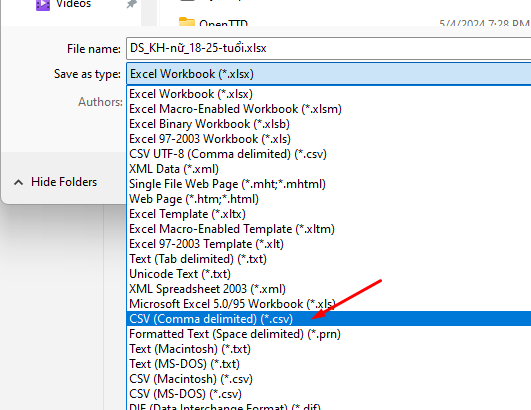 Videos
OpenTTD 5/4/2024 7:28 PM
File name: DS_KH-nữ_18-25-tuổi.xlsx
Save as type: Excel Workbook (*.xlsx)
Authors: Excel Workbook (*.xlsx)
Excel Macro-Enabled Workbook (*.xlsm)
Excel Binary Workbook (*.xlsb)
Excel 97-2003 Workbook (*.xls)
CSV UTF-8 (Comma delimited) (*.csv)
XML Data (*.xml)
Single File Web Page (*.mht;*.mhtml)
Hide Folders
Web Page (*.htm;*.html)
Excel Template (*.xltx)
Excel Macro-Enabled Template (*.xltm)
Excel 97-2003 Template (*.xlt)
Text (Tab delimited) (*.txt)
Unicode Text (*.txt)
XML Spreadsheet 2003 (*.xml)
Microsoft Excel 5.0/95 Workbook (*.xls)
CSV (Comma delimited) (*.csv)
Formatted Text (Space delimited) (*.prn)
Text (Macintosh) (*.txt)
Text (MS-DOS) (*.txt)
CSV (Macintosh) (*.csv)
CSV (MS-DOS) (*.csv)
DIF (Data Interchange Format) (*.dif)